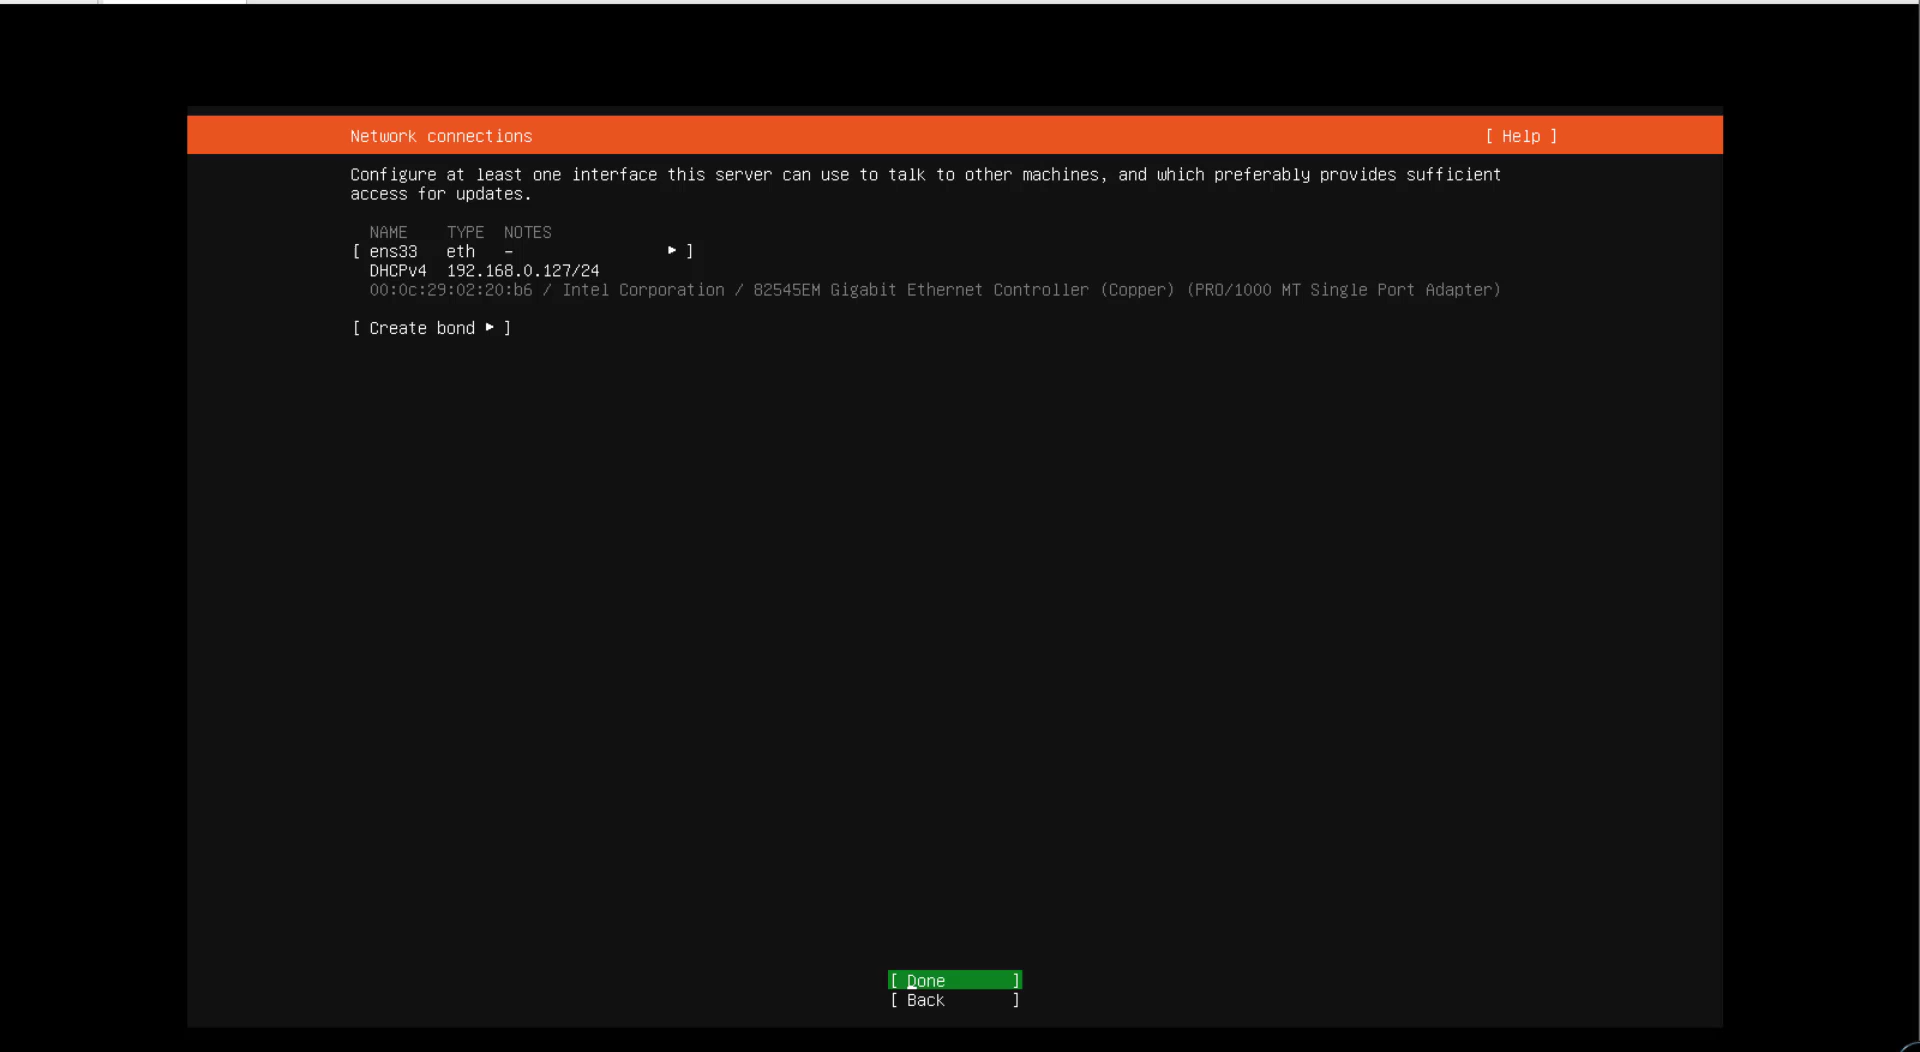 Network connections [ Help ]
Configure at least one interface this server can use to talk to other machines, and which preferably provides sufficient
access for updates.
NAME TYPE NOTES
[ ens33 eth – ▸ ]
DHCPv4 192.168.0.127/24
00:0c:29:02:20:b6 / Intel Corporation / 82545EM Gigabit Ethernet Controller (Copper) (PRO/1000 MT Single Port Adapter)
[ Create bond ▸ ]
[ Done ]
[ Back ]